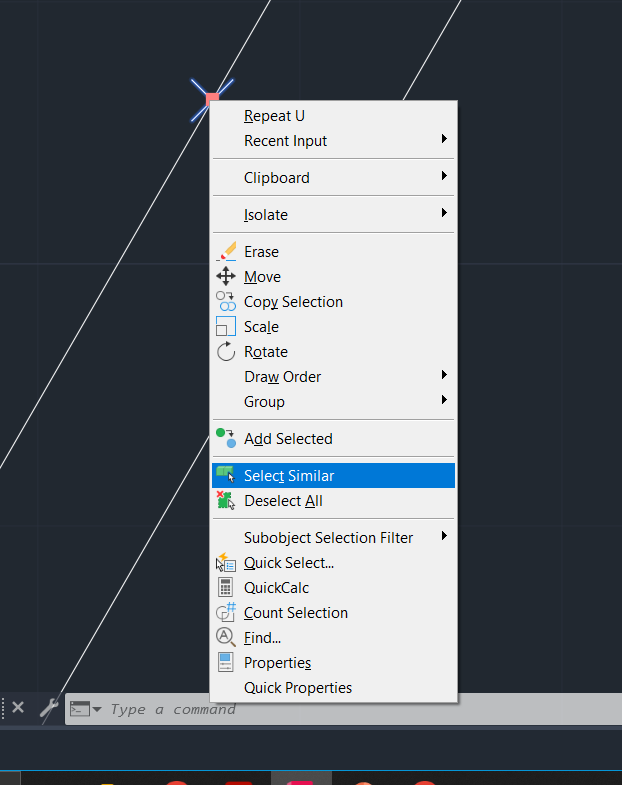 Repeat U
Recent Input
Clipboard
Isolate
Erase
Move
Copy Selection
Scale
Rotate
Draw Order
Group
Add Selected
Select Similar
Deselect All
Subobject Selection Filter
Quick Select...
QuickCalc
Count Selection
Find...
Properties
Quick Properties
Type a command